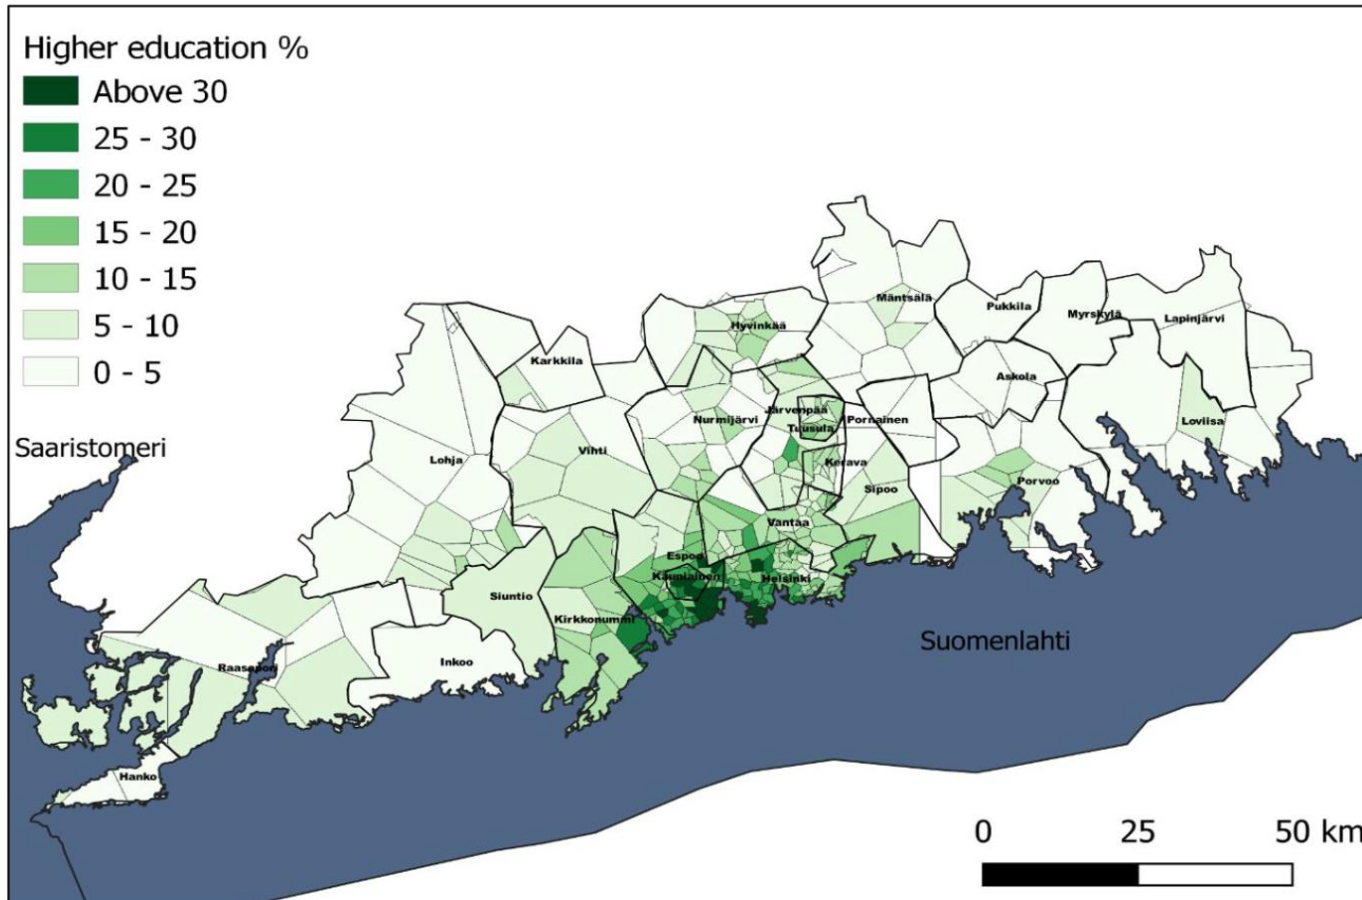 Higher education %
Above 30
25 - 30
20 - 25
15 - 20
10 - 15
5 - 10
0 - 5
Mäntsälä
Pukkila
Myrskylä
Lapinjärvi
Hyvinkää
Karkkila
Askola
Järvenpää
Nurmijärvi
Tuusula
Pornainen
Loviisa
Saaristomeri
Lohja
Vihti
Kerava
Sipoo
Porvoo
Vantaa
Espoo
Kauniainen
Helsinki
Siuntio
Kirkkonummi
Suomenlahti
Raasepori
Inkoo
Hanko
0 25 50 km